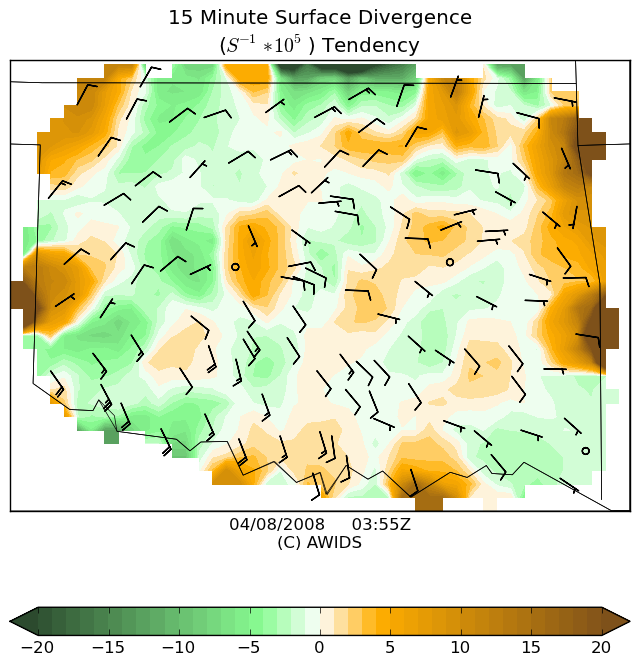 15 Minute Surface Divergence
(S⁻¹ *10⁵ ) Tendency
04/08/2008 03:55Z
(C) AWIDS
−20 −15 −10 −5 0 5 10 15 20